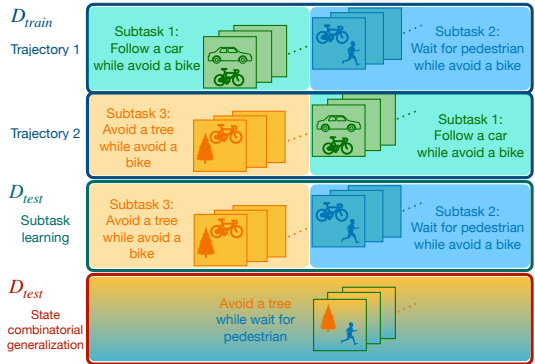 D_train
Trajectory 1
Subtask 1:
Follow a car
while avoid a bike
Subtask 2:
Wait for pedestrian
while avoid a bike
Trajectory 2
Subtask 3:
Avoid a tree
while avoid a
bike
Subtask 1:
Follow a car
while avoid a bike
D_test
Subtask
learning
Subtask 3:
Avoid a tree
while avoid a
bike
Subtask 2:
Wait for pedestrian
while avoid a bike
D_test
State
combinatorial
generalization
Avoid a tree
while wait for
pedestrian